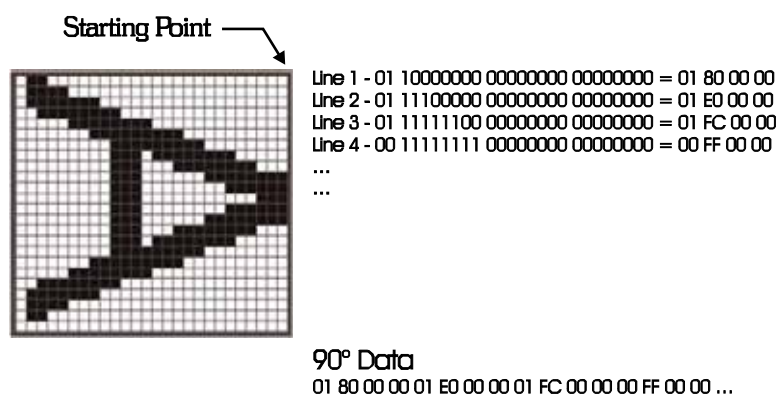 Starting Point
Line 1 - 01 10000000 00000000 00000000 = 01 80 00 00
Line 2 - 01 11100000 00000000 00000000 = 01 E0 00 00
Line 3 - 01 11111100 00000000 00000000 = 01 FC 00 00
Line 4 - 00 11111111 00000000 00000000 = 00 FF 00 00
...
...
90° Data
01 80 00 00 01 E0 00 00 01 FC 00 00 00 FF 00 00 ...